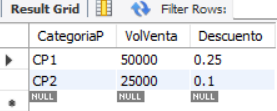 Result Grid Filter Rows:
CategoriaP VolVenta Descuento
CP1 50000 0.25
CP2 25000 0.1
NULL NULL NULL